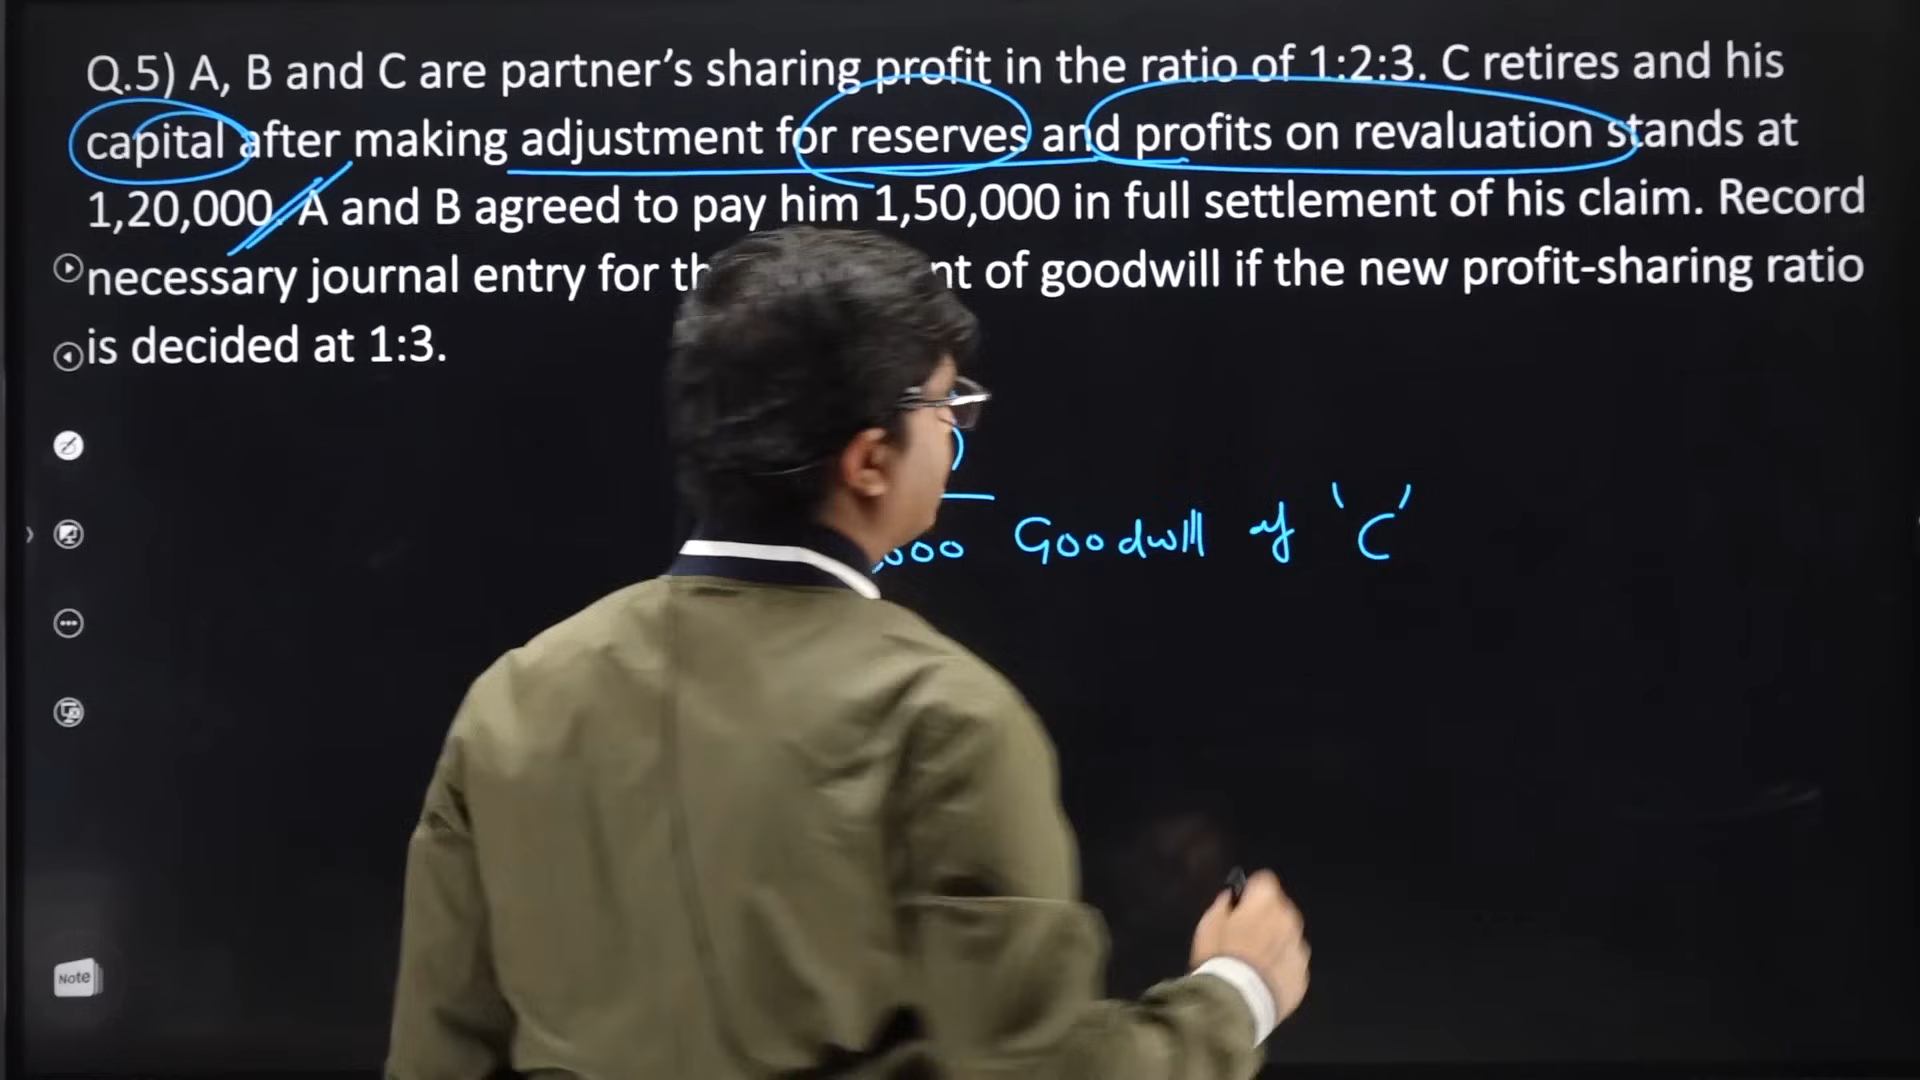 Q.5) A, B and C are partner's sharing profit in the ratio of 1:2:3. C retires and his
capital after making adjustment for reserves and profits on revaluation stands at
1,20,000. A and B agreed to pay him 1,50,000 in full settlement of his claim. Record
necessary journal entry for th nt of goodwill if the new profit-sharing ratio
is decided at 1:3.
000 Goodwill of 'C'
Note